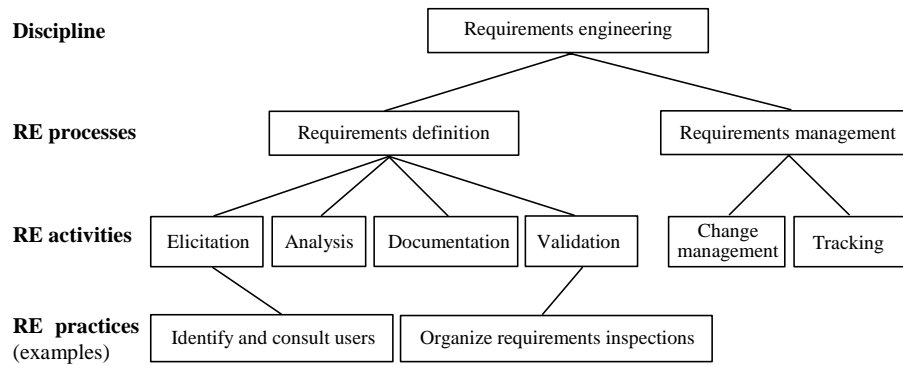 Discipline
Requirements engineering
RE processes
Requirements definition
Requirements management
RE activities
Elicitation
Analysis
Documentation
Validation
Change
management
Tracking
RE practices
(examples)
Identify and consult users
Organize requirements inspections